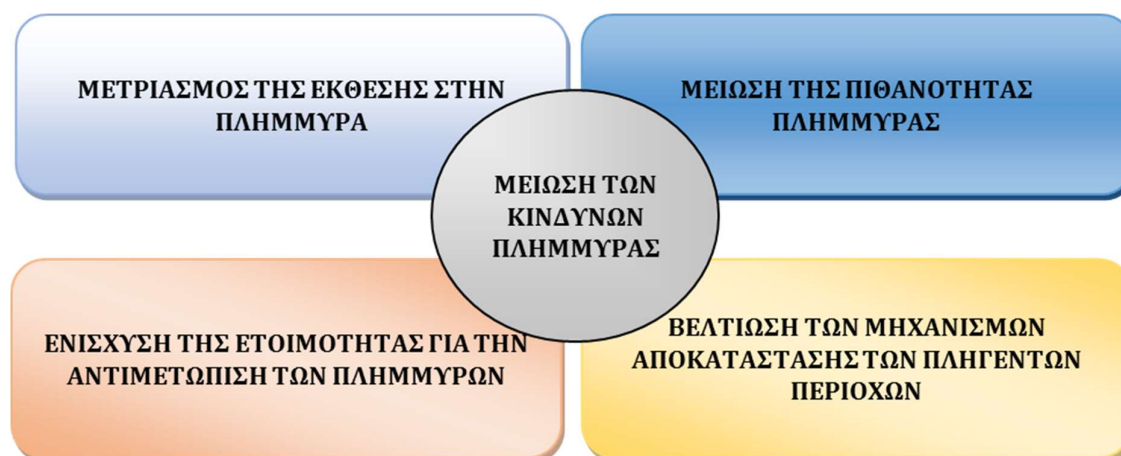 ΜΕΤΡΙΑΣΜΟΣ ΤΗΣ ΕΚΘΕΣΗΣ ΣΤΗΝ
ΠΛΗΜΜΥΡΑ
ΜΕΙΩΣΗ ΤΗΣ ΠΙΘΑΝΟΤΗΤΑΣ
ΠΛΗΜΜΥΡΑΣ
ΜΕΙΩΣΗ ΤΩΝ
ΚΙΝΔΥΝΩΝ
ΠΛΗΜΜΥΡΑΣ
ΕΝΙΣΧΥΣΗ ΤΗΣ ΕΤΟΙΜΟΤΗΤΑΣ ΓΙΑ ΤΗΝ
ΑΝΤΙΜΕΤΩΠΙΣΗ ΤΩΝ ΠΛΗΜΜΥΡΩΝ
ΒΕΛΤΙΩΣΗ ΤΩΝ ΜΗΧΑΝΙΣΜΩΝ
ΑΠΟΚΑΤΑΣΤΑΣΗΣ ΤΩΝ ΠΛΗΓΕΝΤΩΝ
ΠΕΡΙΟΧΩΝ